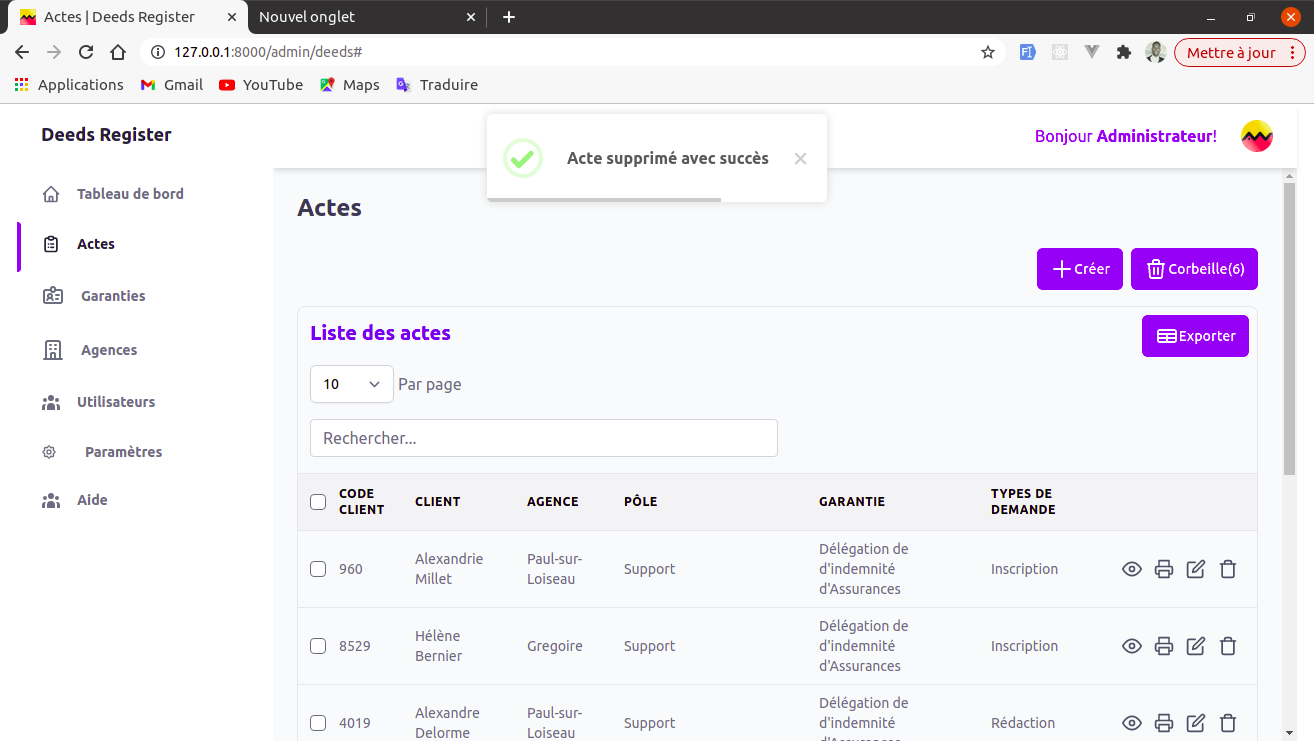 Actes | Deeds Register
Nouvel onglet
127.0.0.1:8000/admin/deeds#
Mettre à jour
Applications
Gmail
YouTube
Maps
Traduire
Deeds Register
Acte supprimé avec succès
Bonjour Administrateur!
Tableau de bord
Actes
Garanties
Agences
Utilisateurs
Paramètres
Aide
Actes
Créer
Corbeille(6)
Liste des actes
Exporter
10 Par page
Rechercher...
CODE CLIENT
CLIENT
AGENCE
PÔLE
GARANTIE
TYPES DE DEMANDE
960
Alexandrie Millet
Paul-sur-Loiseau
Support
Délégation de d'indemnité d'Assurances
Inscription
8529
Hélène Bernier
Gregoire
Support
Délégation de d'indemnité d'Assurances
Inscription
4019
Alexandre Delorme
Paul-sur-Loiseau
Support
Délégation de d'indemnité d'Assurances
Rédaction